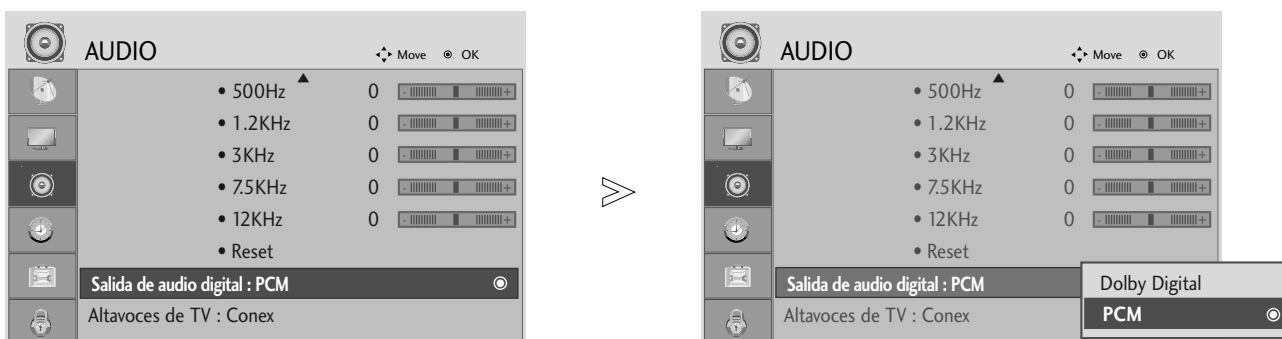 AUDIO Move OK
• 500Hz 0 - +
• 1.2KHz 0 - +
• 3KHz 0 - +
• 7.5KHz 0 - +
• 12KHz 0 - +
• Reset
Salida de audio digital : PCM
Altavoces de TV : Conex
AUDIO Move OK
• 500Hz 0 - +
• 1.2KHz 0 - +
• 3KHz 0 - +
• 7.5KHz 0 - +
• 12KHz 0 - +
• Reset
Salida de audio digital : PCM
Altavoces de TV : Conex
Dolby Digital
PCM